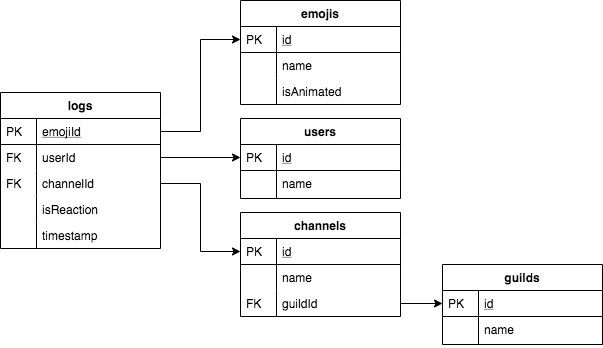 emojis
PK id
name
isAnimated
logs
PK emojiId
FK userId
FK channelId
isReaction
timestamp
users
PK id
name
channels
PK id
name
FK guildId
guilds
PK id
name